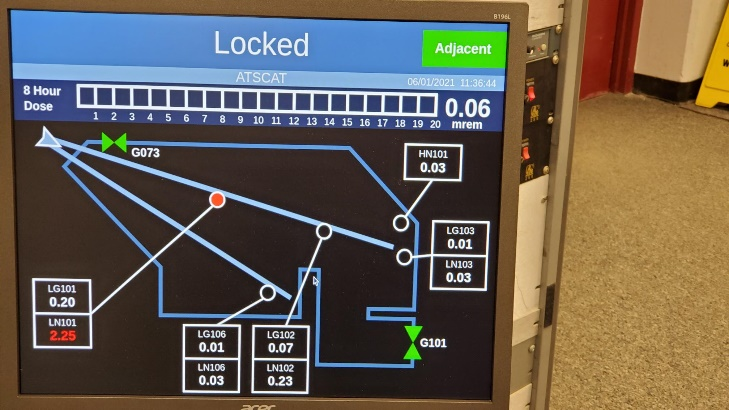 B196L
Locked
Adjacent
ATSCAT
06/01/2021 11:36:44
8 Hour
Dose
1 2 3 4 5 6 7 8 9 10 11 12 13 14 15 16 17 18 19 20
0.06
mrem
G073
HN101
0.03
LG103
0.01
LN103
0.03
LG101
0.20
LN101
2.25
LG106
0.01
LN106
0.03
LG102
0.07
LN102
0.23
G101
acer